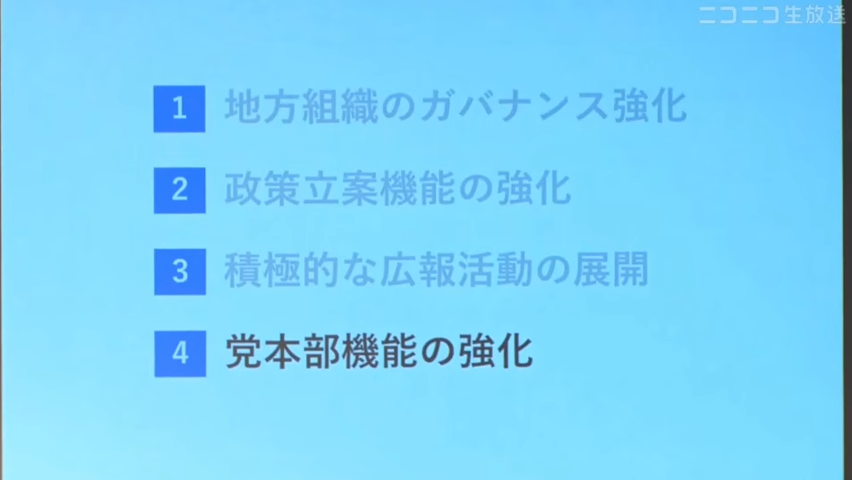 ニコニコ生放送
1 地方組織のガバナンス強化
2 政策立案機能の強化
3 積極的な広報活動の展開
4 党本部機能の強化